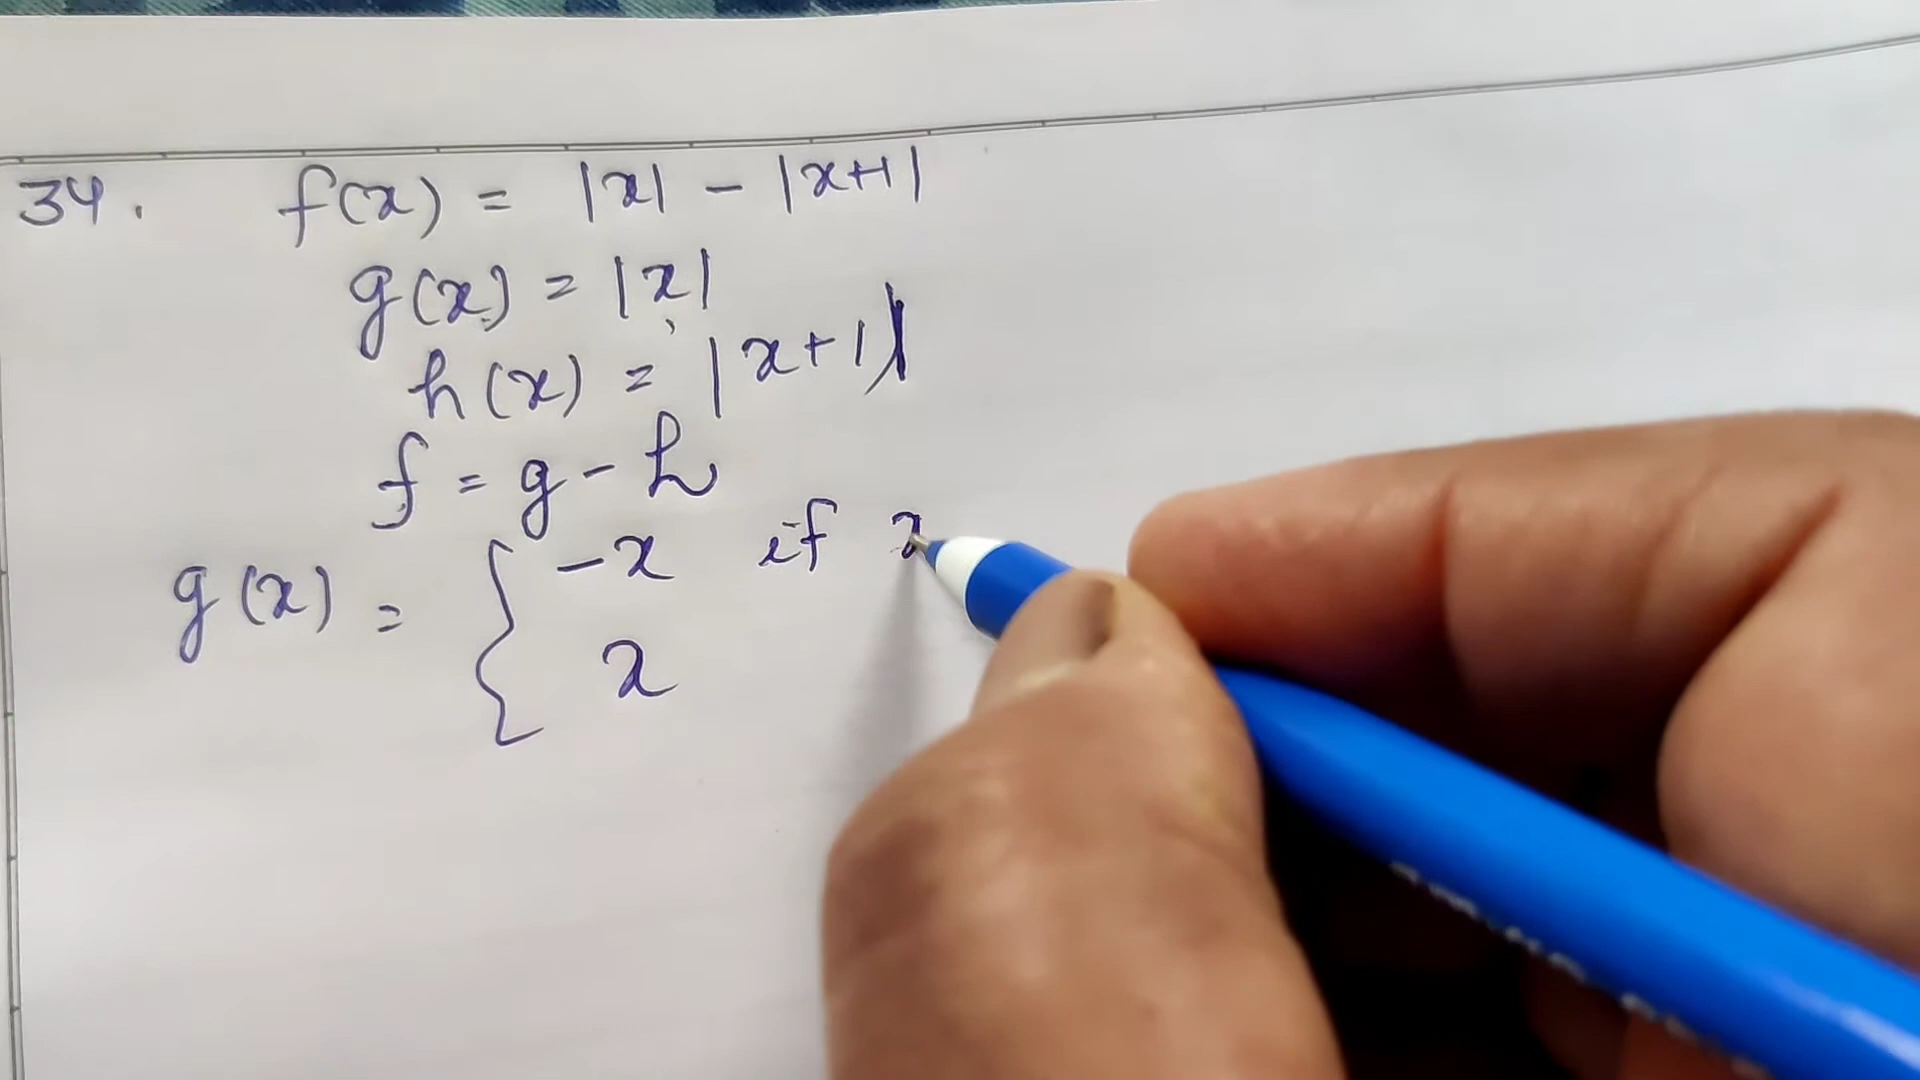 34. f(x) = |x| - |x+1|
g(x) = |x|
h(x) = |x+1|
f = g - h
g(x) = { -x if x
x